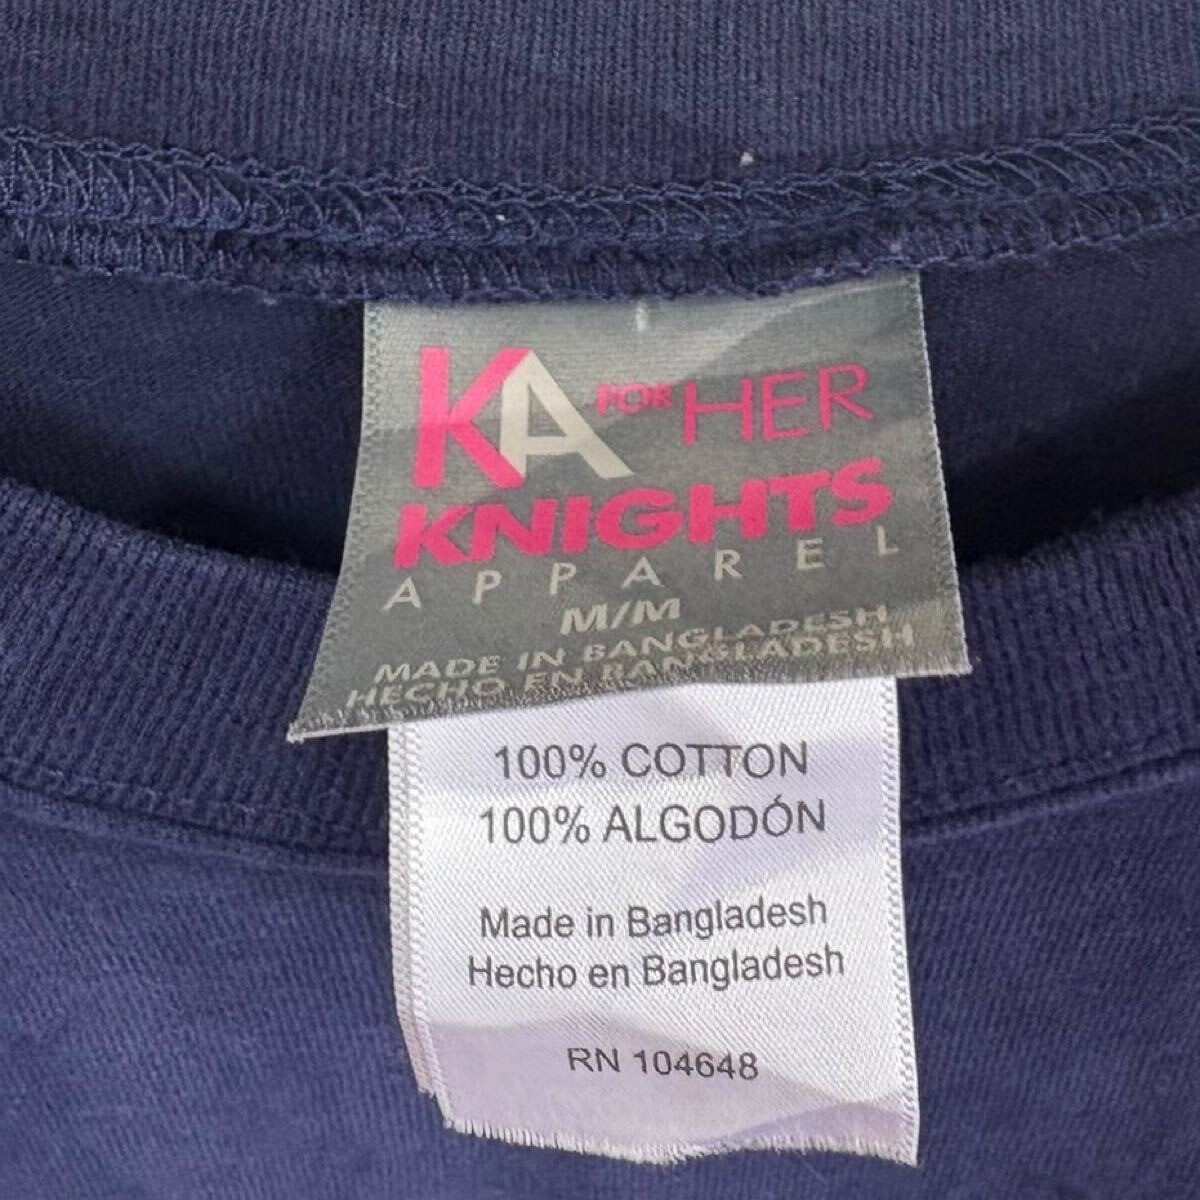 KA FOR HER
KNIGHTS
APPAREL
M/M
MADE IN BANGLADESH
HECHO EN BANGLADESH
100% COTTON
100% ALGODÓN
Made in Bangladesh
Hecho en Bangladesh
RN 104648